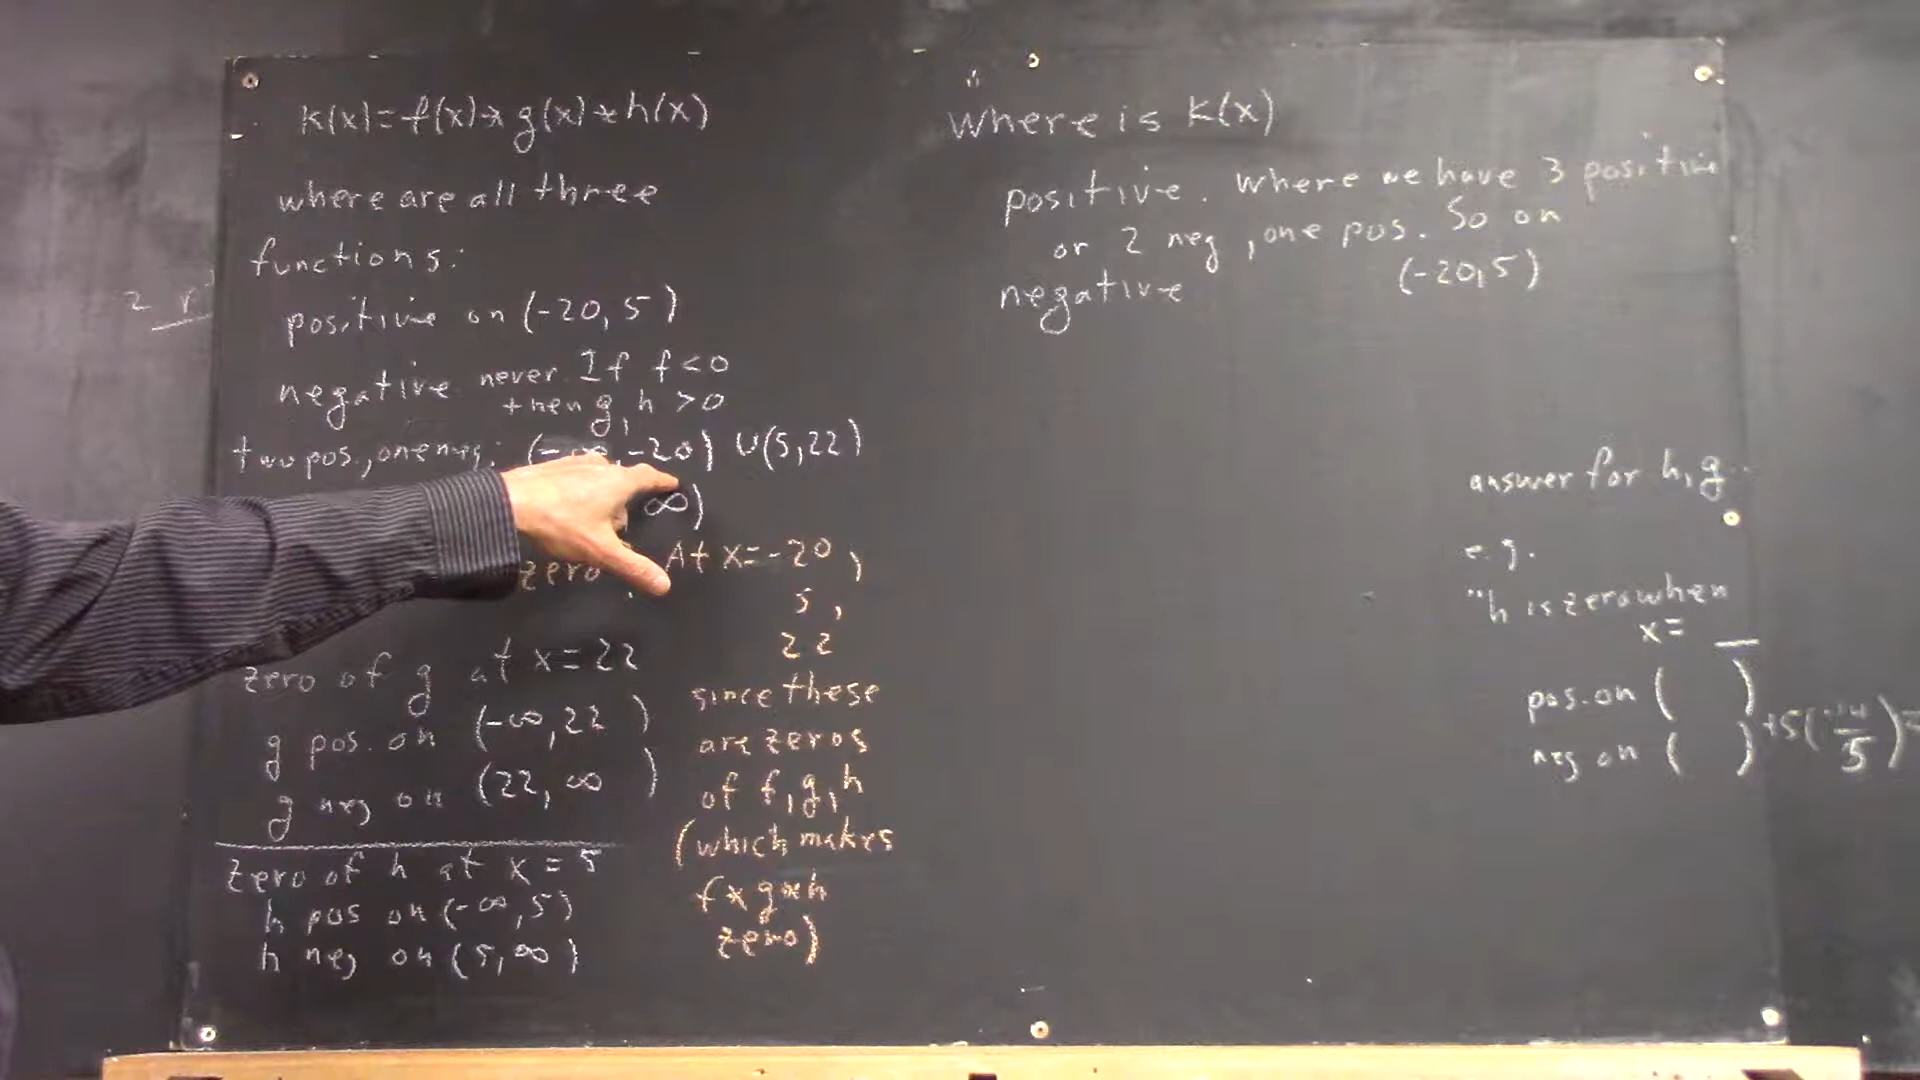 k(x)=f(x)*g(x)*h(x)
where are all three
functions:
positive on (-20, 5)
negative never. If f<0
then g, h >0
two pos., one neg: (-∞, -20) U (5,22)
∞)
zero. At x=-20,
5,
22
since these
are zeros
of f,g,h
(which makes
f*g*h
zero)
zero of g at x=22
g pos. on (-∞,22)
g neg on (22, ∞)
zero of h at x=5
h pos on (-∞,5)
h neg on (5,∞)
where is k(x)
positive. Where we have 3 positive
or 2 neg, one pos. So on
(-20,5)
negative
answer for h,g..
e.g.
"h is zero when
x= _
pos. on ( )
neg on ( )
+5(-14/5)=
2 r